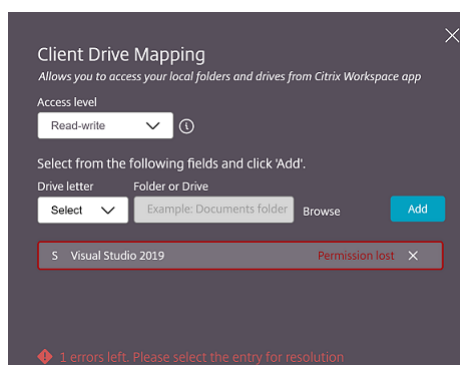 Client Drive Mapping
Allows you to access your local folders and drives from Citrix Workspace app
Access level
Read-write
Select from the following fields and click 'Add'.
Drive letter Folder or Drive
Select Example: Documents folder Browse Add
S Visual Studio 2019 Permission lost
1 errors left. Please select the entry for resolution